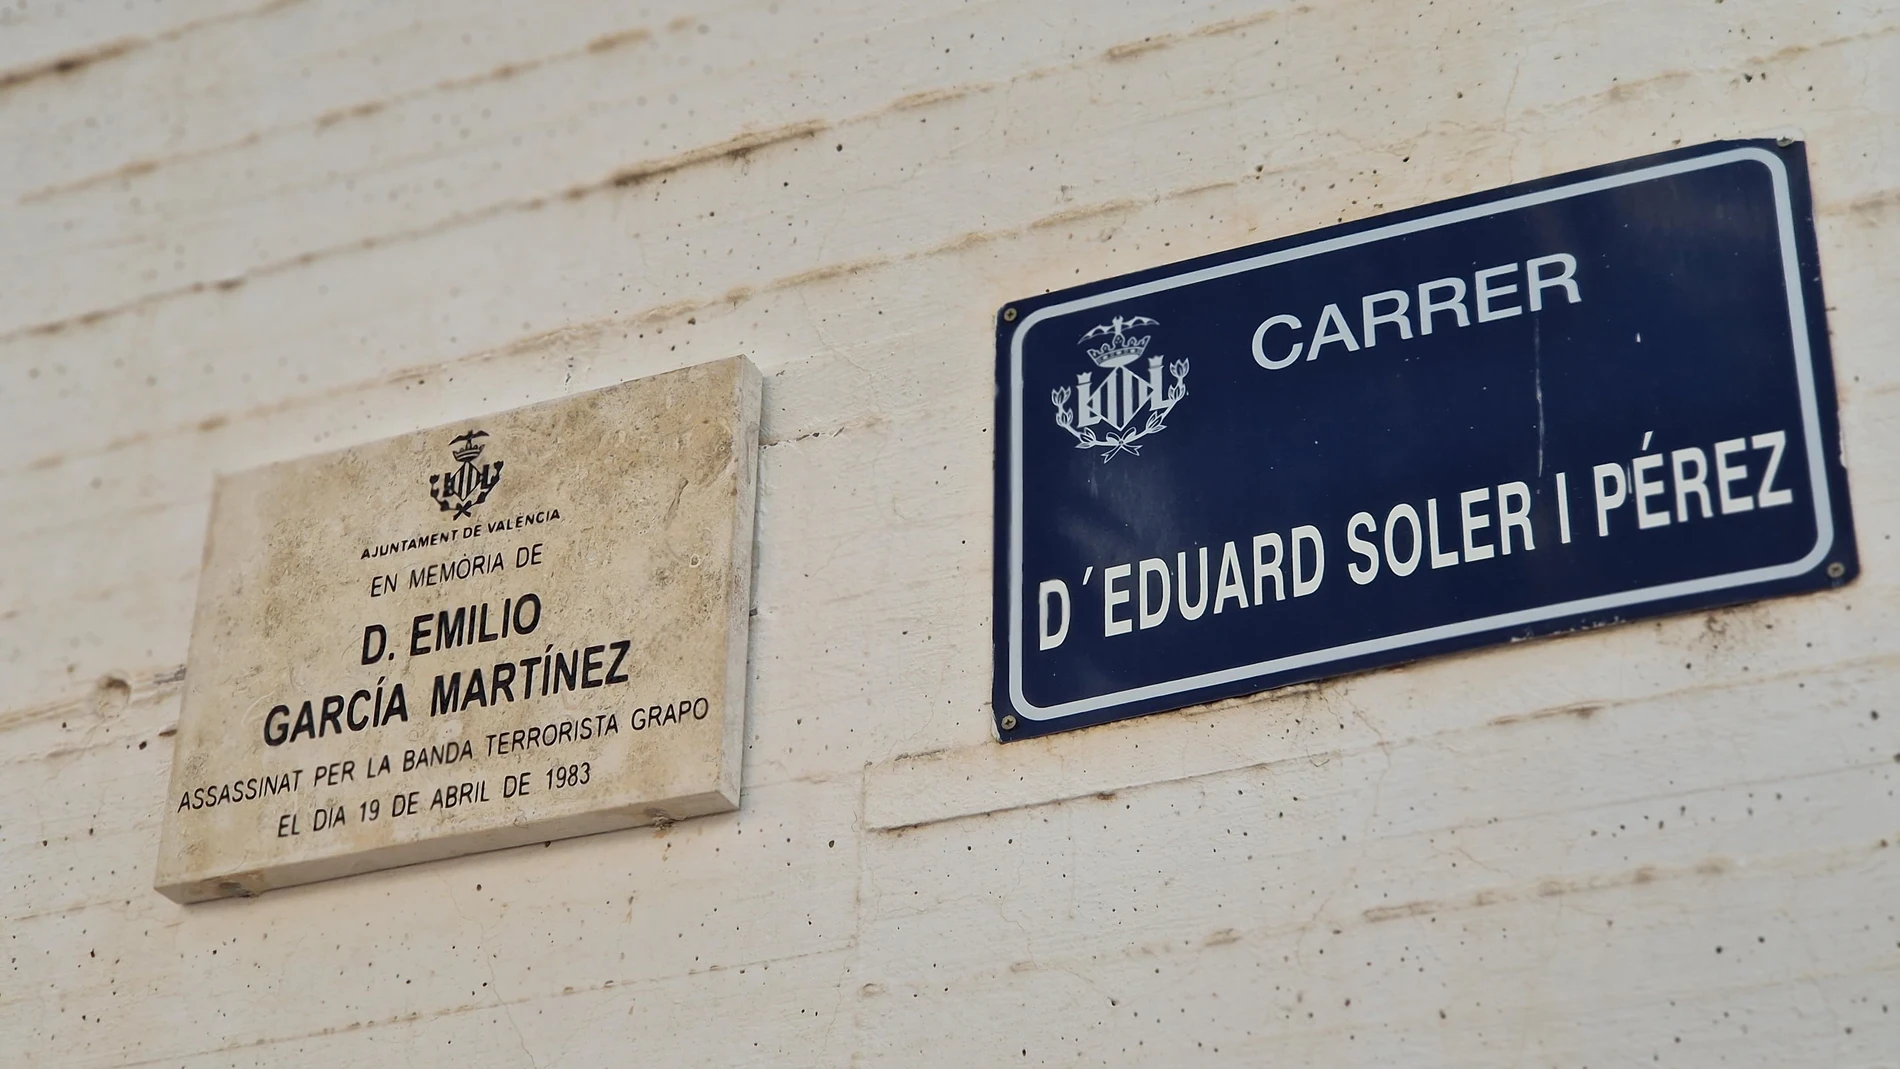 AJUNTAMENT DE VALENCIA
EN MEMÒRIA DE
D. EMILIO
GARCÍA MARTÍNEZ
ASSASSINAT PER LA BANDA TERRORISTA GRAPO
EL DIA 19 DE ABRIL DE 1983
CARRER
D´EDUARD SOLER I PÉREZ